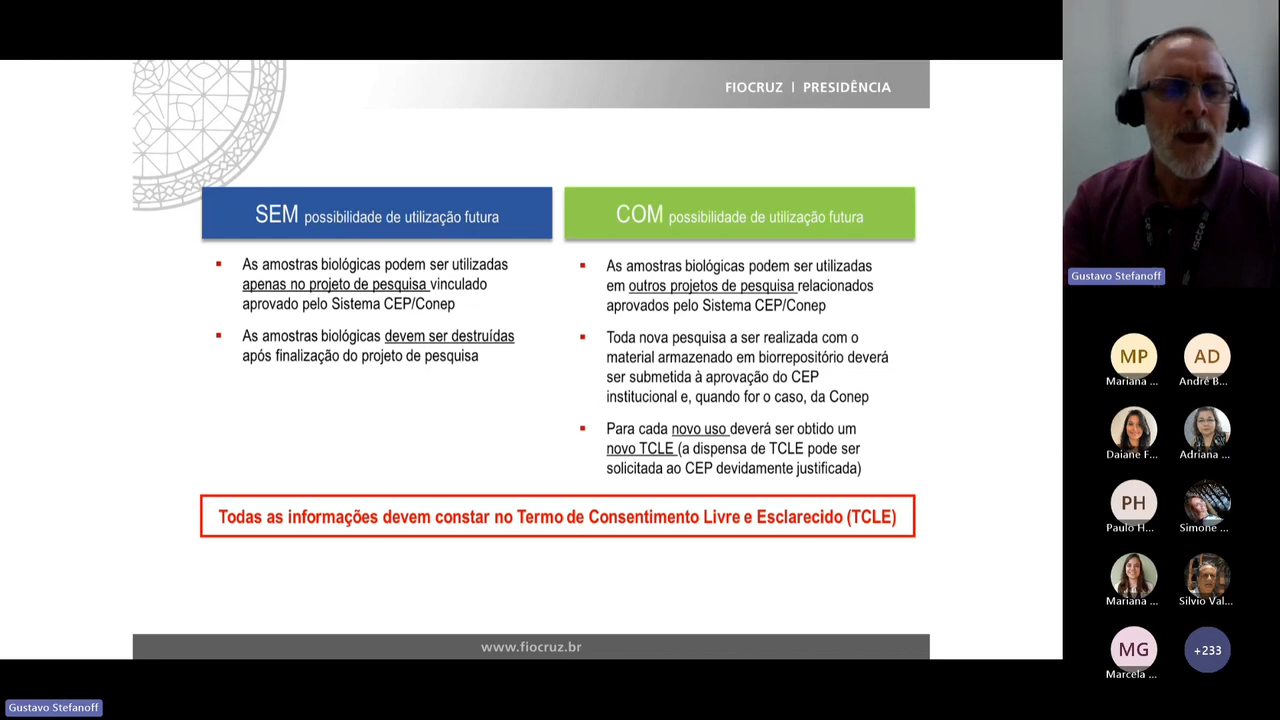 FIOCRUZ | PRESIDÊNCIA
SEM possibilidade de utilização futura
▪ As amostras biológicas podem ser utilizadas
apenas no projeto de pesquisa vinculado
aprovado pelo Sistema CEP/Conep
▪ As amostras biológicas devem ser destruídas
após finalização do projeto de pesquisa
COM possibilidade de utilização futura
▪ As amostras biológicas podem ser utilizadas
em outros projetos de pesquisa relacionados
aprovados pelo Sistema CEP/Conep
▪ Toda nova pesquisa a ser realizada com o
material armazenado em biorrepositório deverá
ser submetida à aprovação do CEP
institucional e, quando for o caso, da Conep
▪ Para cada novo uso deverá ser obtido um
novo TCLE (a dispensa de TCLE pode ser
solicitada ao CEP devidamente justificada)
Todas as informações devem constar no Termo de Consentimento Livre e Esclarecido (TCLE)
www.fiocruz.br
Gustavo Stefanoff
Gustavo Stefanoff
MP
Mariana ...
AD
André B...
Daiane F...
Adriana ...
PH
Paulo H...
Simone ...
Mariana ...
Silvio Val...
MG
Marcela ...
+233